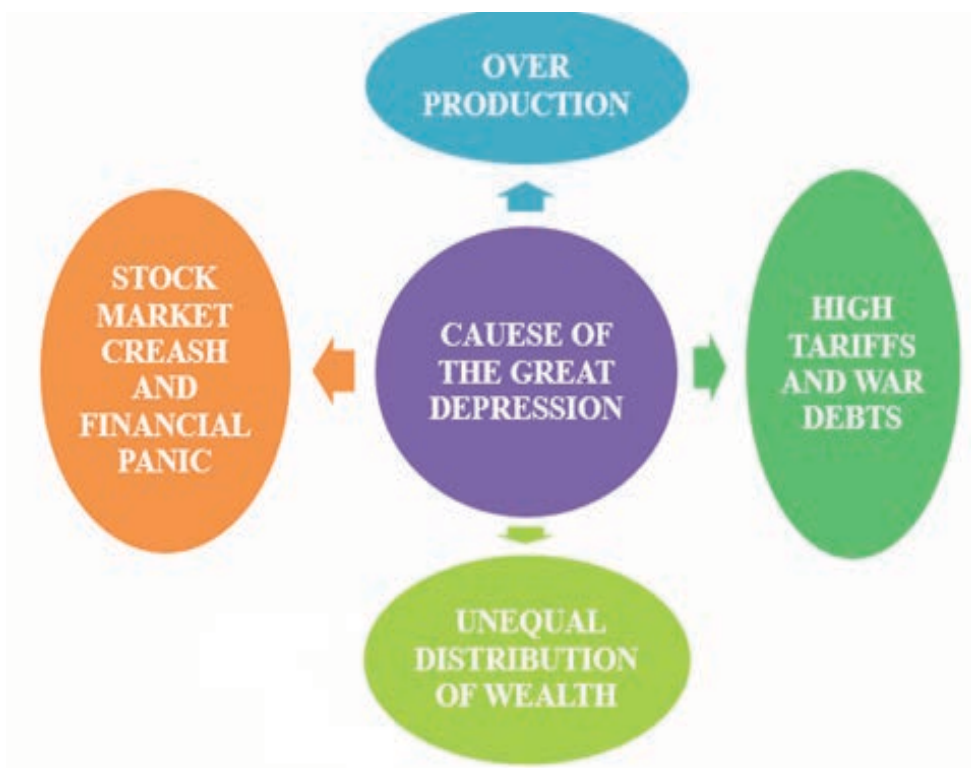 OVER
PRODUCTION
STOCK
MARKET
CREASH
AND
FINANCIAL
PANIC
CAUESE OF
THE GREAT
DEPRESSION
HIGH
TARIFFS
AND WAR
DEBTS
UNEQUAL
DISTRIBUTION
OF WEALTH